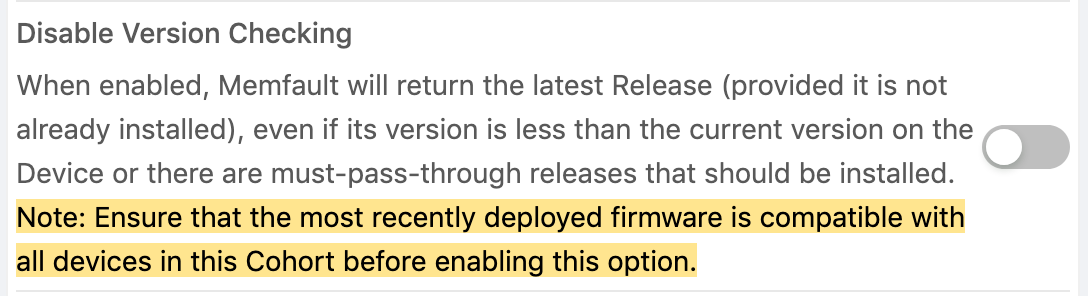 Disable Version Checking
When enabled, Memfault will return the latest Release (provided it is not
already installed), even if its version is less than the current version on the
Device or there are must-pass-through releases that should be installed.
Note: Ensure that the most recently deployed firmware is compatible with
all devices in this Cohort before enabling this option.